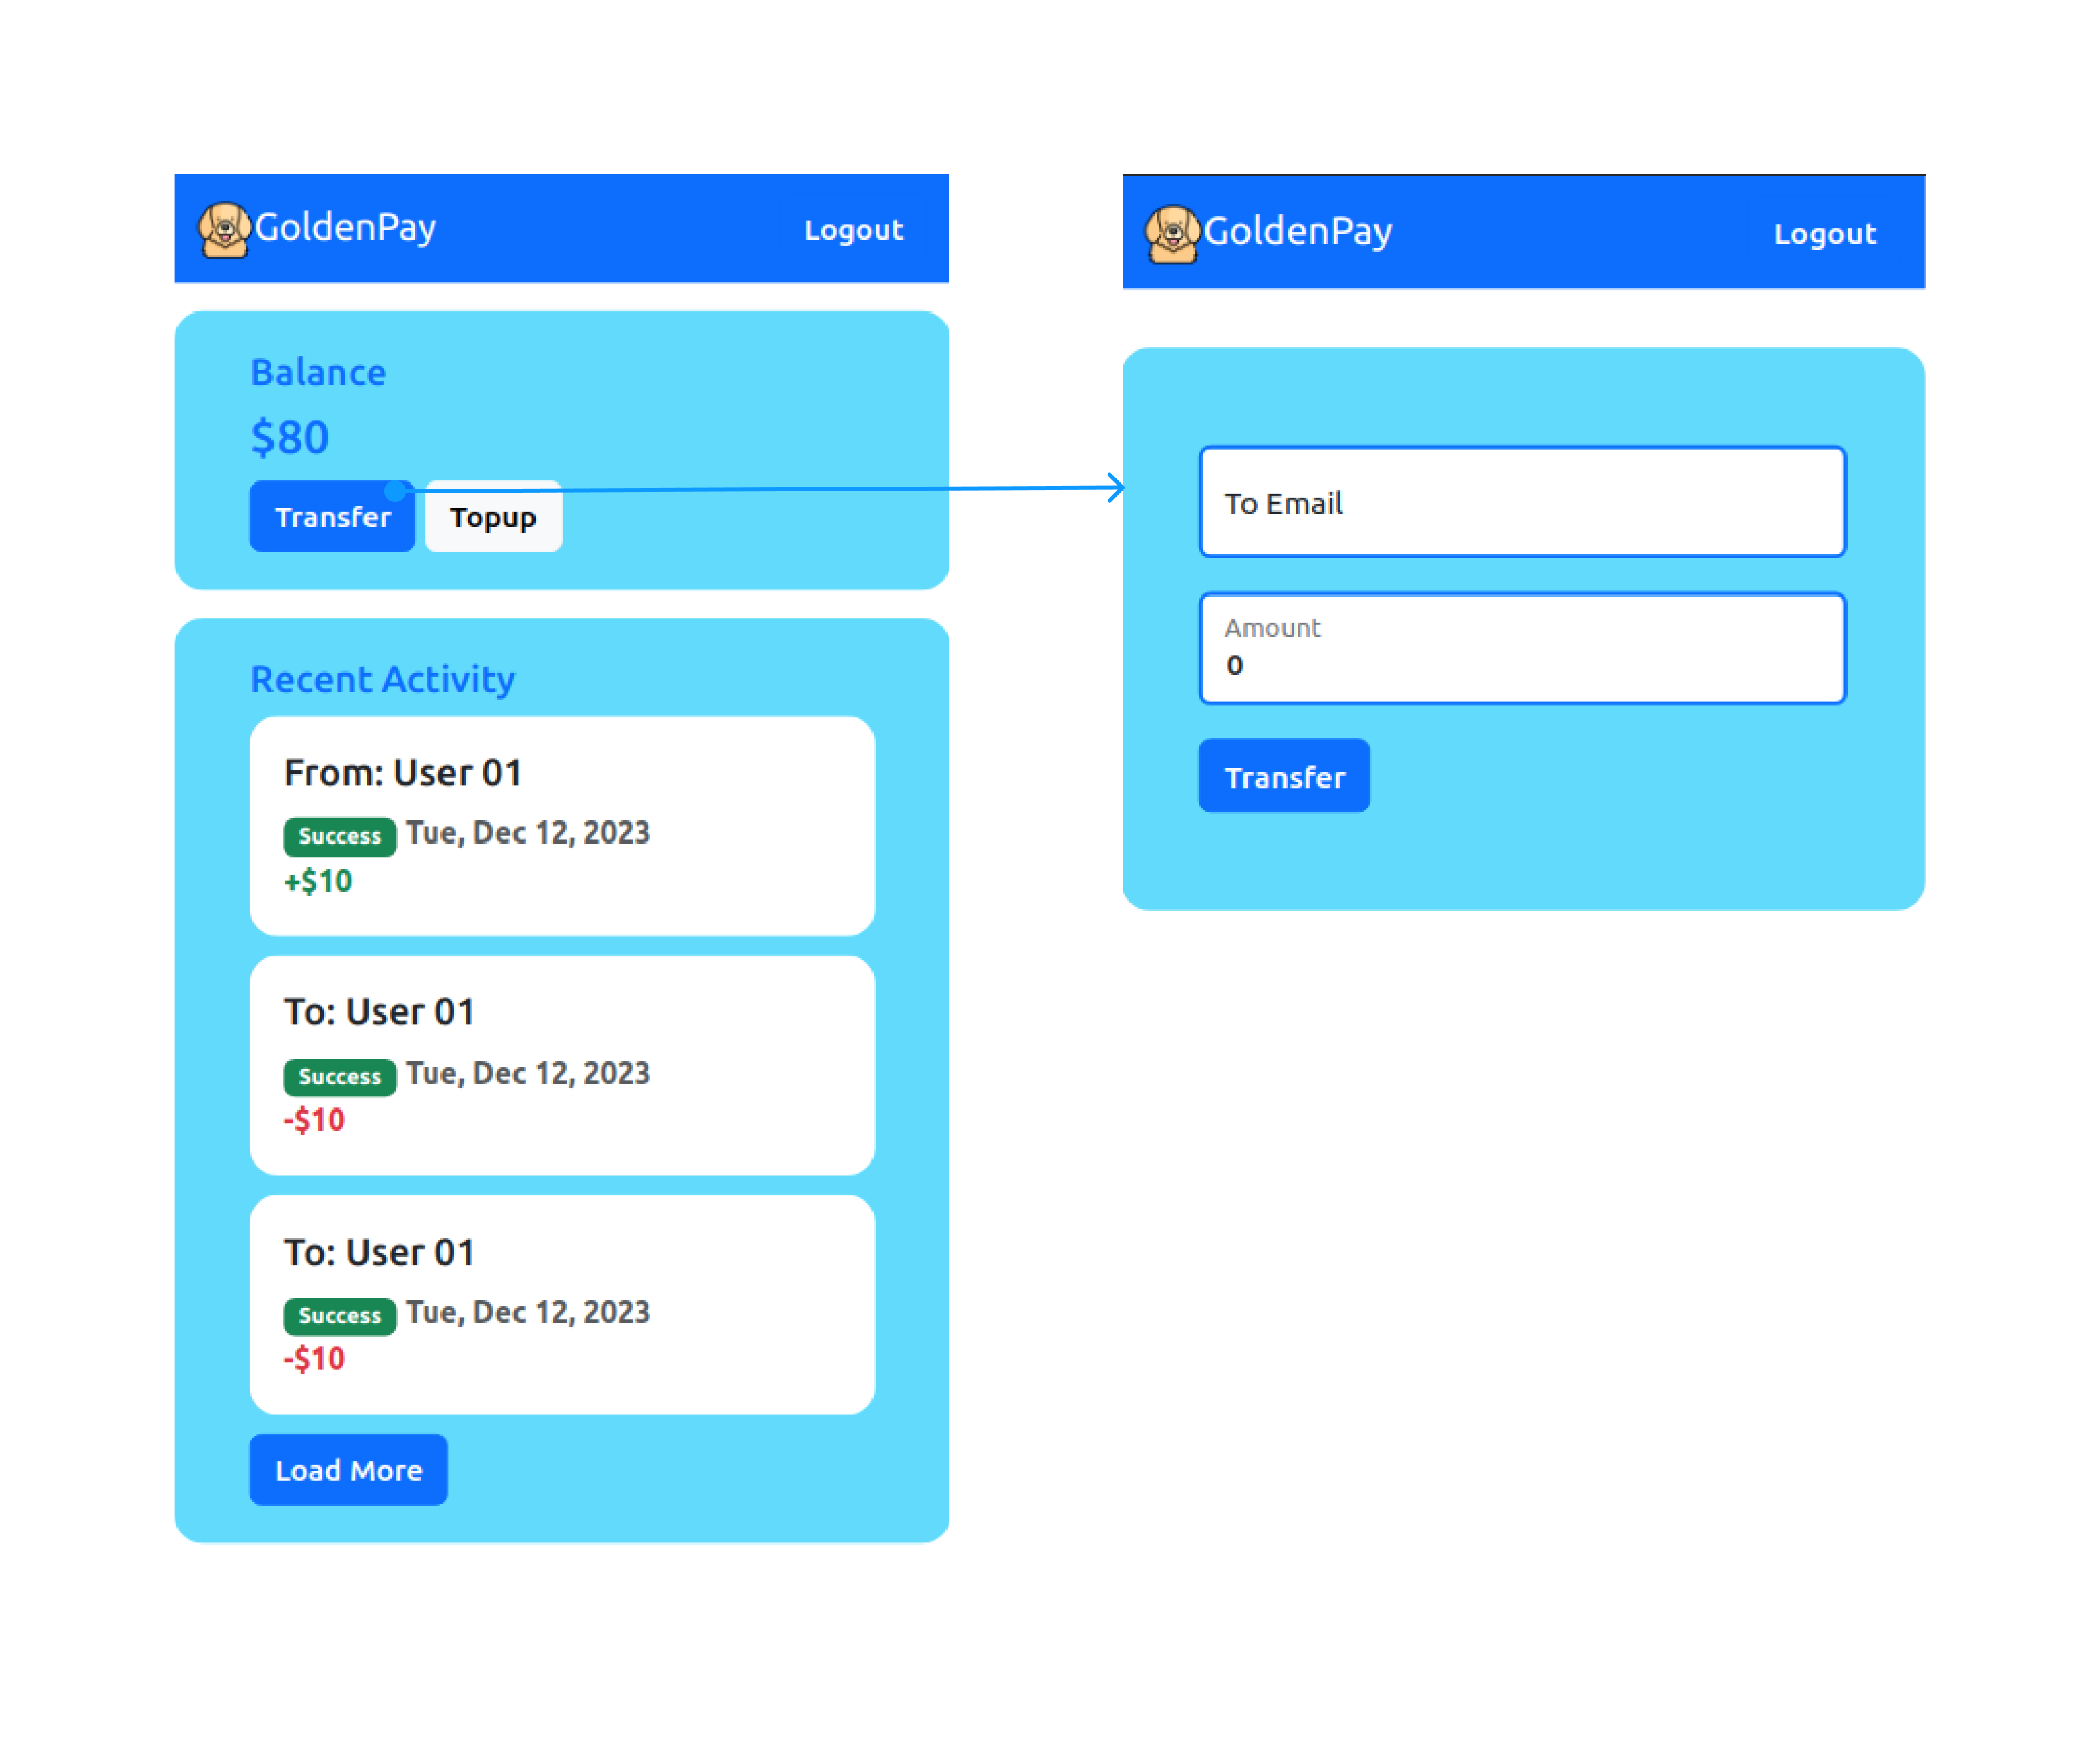 GoldenPay
Logout
Balance
$80
Transfer
Topup
Recent Activity
From: User 01
Success Tue, Dec 12, 2023
+$10
To: User 01
Success Tue, Dec 12, 2023
-$10
To: User 01
Success Tue, Dec 12, 2023
-$10
Load More
GoldenPay
Logout
To Email
Amount
0
Transfer